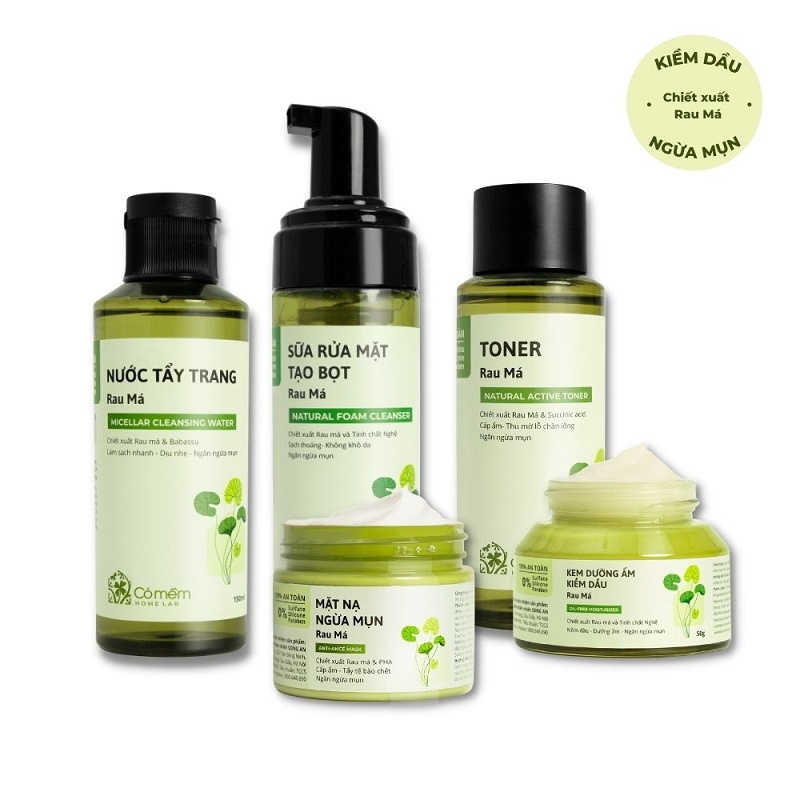 KIỀM DẦU
Chiết xuất
Rau Má
NGỪA MỤN
NƯỚC TẨY TRANG
Rau Má
MICELLAR CLEANSING WATER
Chiết xuất Rau má & Babassu
Làm sạch nhanh - Dịu nhẹ - Ngăn ngừa mụn
Cỏ mềm
HOME LAB
150ml
SỮA RỬA MẶT
TẠO BỌT
Rau Má
NATURAL FOAM CLEANSER
Chiết xuất Rau má và Tinh chất Nghệ
Sạch thoáng- Không khô da
Ngăn ngừa mụn
TONER
Rau Má
NATURAL ACTIVE TONER
Chiết xuất Rau Má & Succinic acid
Cấp ẩm- Thu nhỏ lỗ chân lông
Ngăn ngừa mụn
100% AN TOÀN
0% Sulfate
Silicone
Paraben
MẶT NẠ
NGỪA MỤN
Rau Má
ANTI-ANCE MASK
Chiết xuất Rau má & PHA
Cấp ẩm - Tẩy tế bào chết
Ngăn ngừa mụn
100% AN TOÀN
0% Sulfate
Silicone
Paraben
KEM DƯỠNG ẨM
KIỀM DẦU
Rau Má
OIL-FREE MOISTURIZER
Chiết xuất Rau má và Tinh chất Nghệ
Kiềm dầu - Dưỡng ẩm - Ngăn ngừa mụn
50g